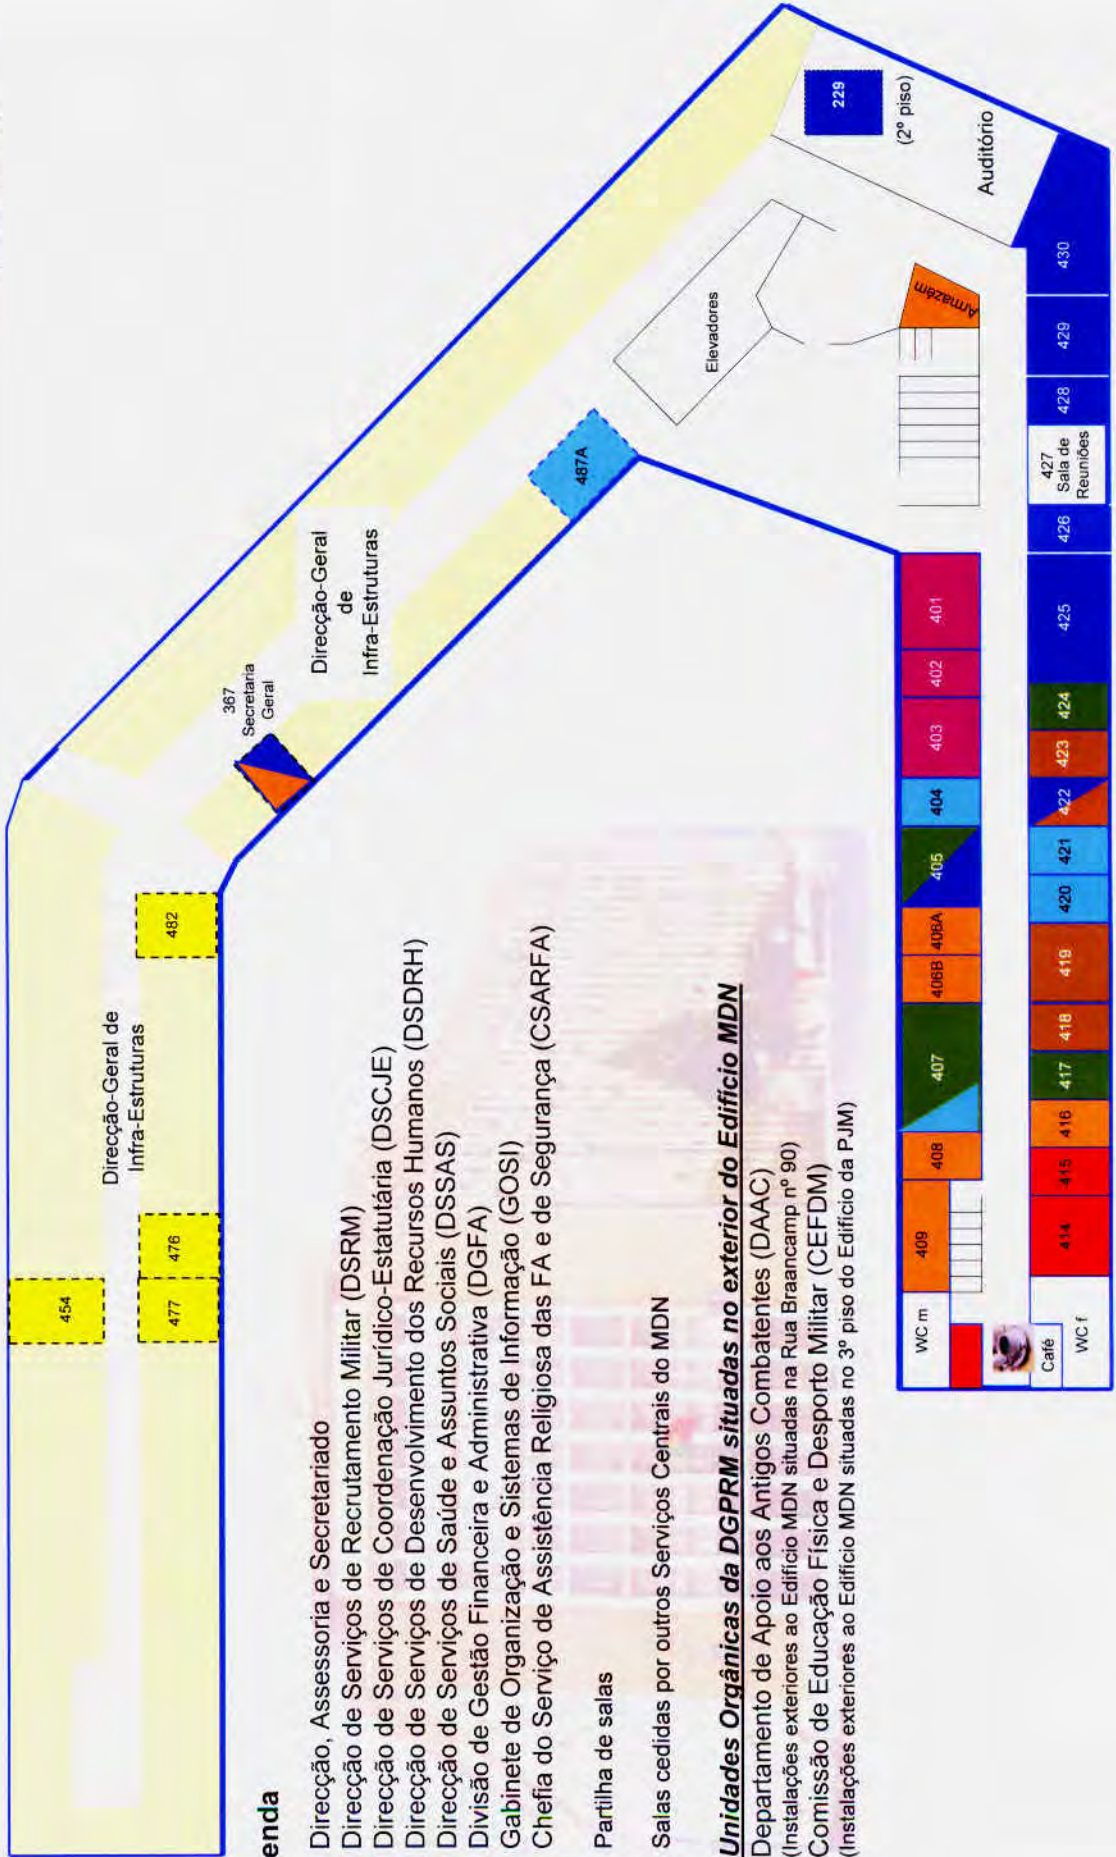 454
477
476
482
Direcção-Geral de
Infra-Estruturas
367
Secretaria
Geral
Direcção-Geral
de
Infra-Estruturas
487A
Elevadores
229
(2º piso)
Auditório
Armazém
enda
Direcção, Assessoria e Secretariado
Direcção de Serviços de Recrutamento Militar (DSRM)
Direcção de Serviços de Coordenação Jurídico-Estatutária (DSCJE)
Direcção de Serviços de Desenvolvimento dos Recursos Humanos (DSDRH)
Direcção de Serviços de Saúde e Assuntos Sociais (DSSAS)
Divisão de Gestão Financeira e Administrativa (DGFA)
Gabinete de Organização e Sistemas de Informação (GOSI)
Chefia do Serviço de Assistência Religiosa das FA e de Segurança (CSARFA)
Partilha de salas
Salas cedidas por outros Serviços Centrais do MDN
Unidades Orgânicas da DGPRM situadas no exterior do Edifício MDN
Departamento de Apoio aos Antigos Combatentes (DAAC)
(Instalações exteriores ao Edifício MDN situadas na Rua Braancamp nº 90)
Comissão de Educação Física e Desporto Militar (CEFDM)
(Instalações exteriores ao Edifício MDN situadas no 3º piso do Edifício da PJM)
WC m
409
408
407
406B
406A
405
404
403
402
401
Café
WC f
414
415
416
417
418
419
420
421
422
423
424
425
426
427
Sala de
Reuniões
428
429
430